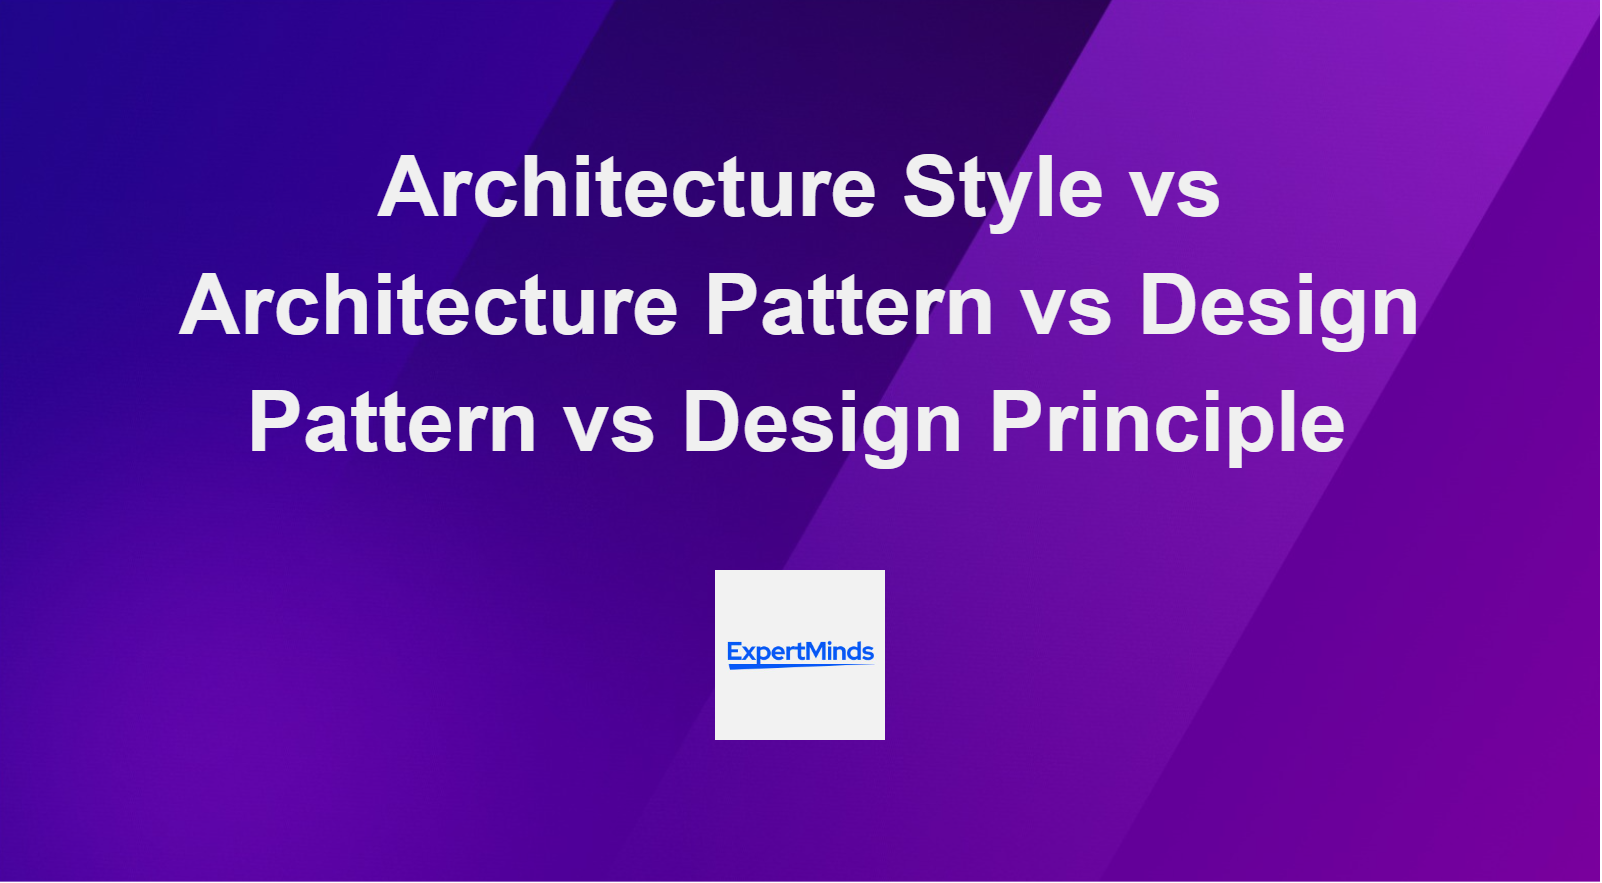 Architecture Style vs
Architecture Pattern vs Design
Pattern vs Design Principle
ExpertMinds